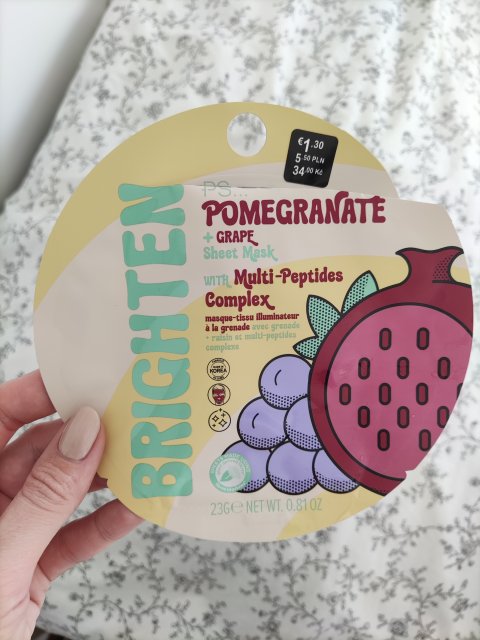 €1.30
5.50 PLN
34.00 Kč
PS...
BRIGHTEN
POMEGRANATE
+ GRAPE
Sheet Mask
WITH Multi-Peptides
Complex
masque-tissu illuminateur
à la grenade avec grenade
+ raisin et multi-peptides
complexe
KOREA
23G e NET WT. 0.81 OZ